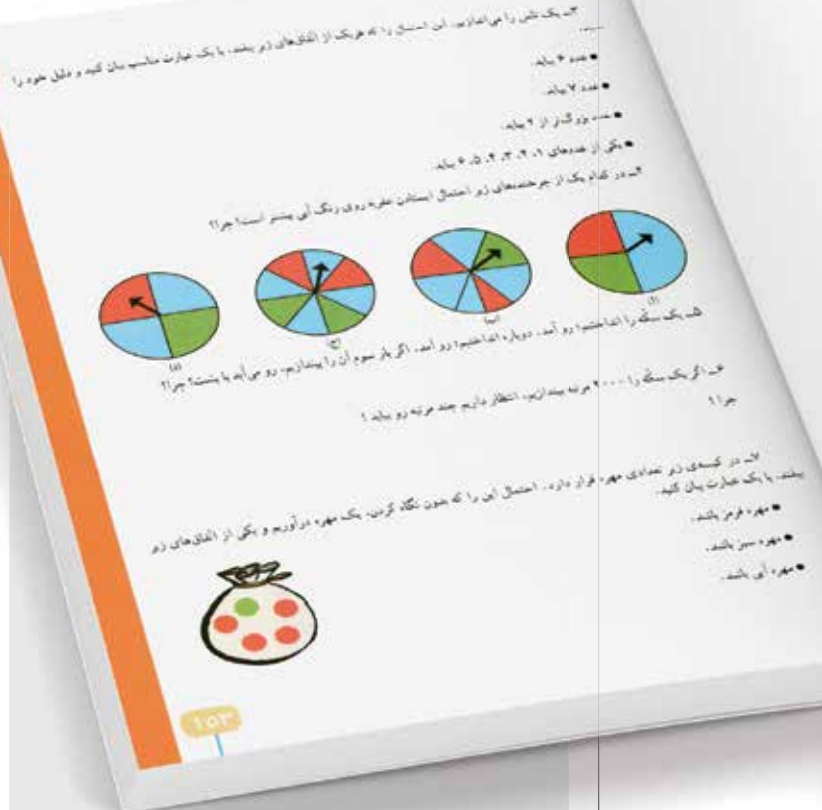 ۳ـ یک تاس را می‌اندازیم. این احتمال را که هریک از اتفاق‌های زیر بیفتد، با یک عبارت مناسب بیان کنید و دلیل خود را
● عدد ۶ بیاید.
● عدد ۷ بیاید.
● عدد بزرگ‌تر از ۲ بیاید.
● یکی از عددهای ۱، ۲، ۳، ۴، ۵، ۶ بیاید.
۴ـ در کدام یک از چرخنده‌های زیر احتمال ایستادن عقربه روی رنگ آبی بیشتر است؟ چرا؟
(الف)
(ب)
(ج)
(د)
۵ـ یک سکّه را انداختیم؛ رو آمد. دوباره انداختیم؛ رو آمد. اگر بار سوم آن را بیندازیم، رو می‌آید یا پشت؟ چرا؟
۶ـ اگر یک سکّه را ۲۰۰۰ مرتبه بیندازیم، انتظار داریم چند مرتبه رو بیاید ؟
چرا ؟
۷ـ در کیسه‌ی زیر تعدادی مهره قرار دارد. احتمال این را که بدون نگاه کردن، یک مهره درآوریم و یکی از اتفاق‌های زیر
بیفتد، با یک عبارت بیان کنید.
● مهره قرمز باشد.
● مهره سبز باشد.
● مهره آبی باشد.
۱۵۳